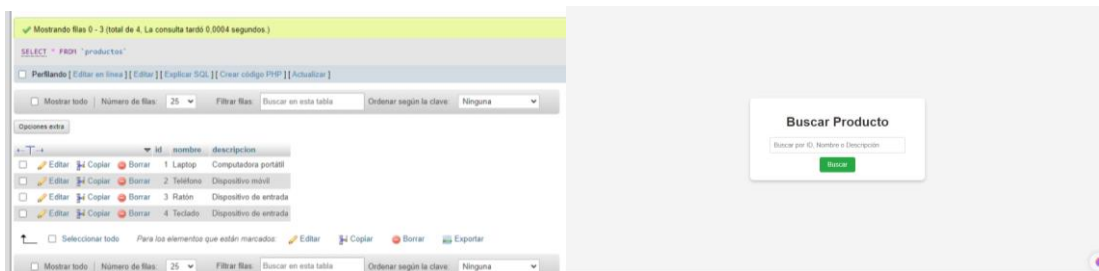 Mostrando filas 0 - 3 (total de 4, La consulta tardó 0,0004 segundos.)
SELECT * FROM `productos`
Perfilando [ Editar en línea ] [ Editar ] [ Explicar SQL ] [ Crear código PHP ] [ Actualizar ]
Mostrar todo | Número de filas: 25 Filtrar filas: Buscar en esta tabla Ordenar según la clave: Ninguna
Opciones extra
id nombre descripcion
Editar Copiar Borrar 1 Laptop Computadora portátil
Editar Copiar Borrar 2 Teléfono Dispositivo móvil
Editar Copiar Borrar 3 Ratón Dispositivo de entrada
Editar Copiar Borrar 4 Teclado Dispositivo de entrada
Seleccionar todo Para los elementos que están marcados: Editar Copiar Borrar Exportar
Mostrar todo | Número de filas: 25 Filtrar filas: Buscar en esta tabla Ordenar según la clave: Ninguna
Buscar Producto
Buscar por ID, Nombre o Descripción
Buscar